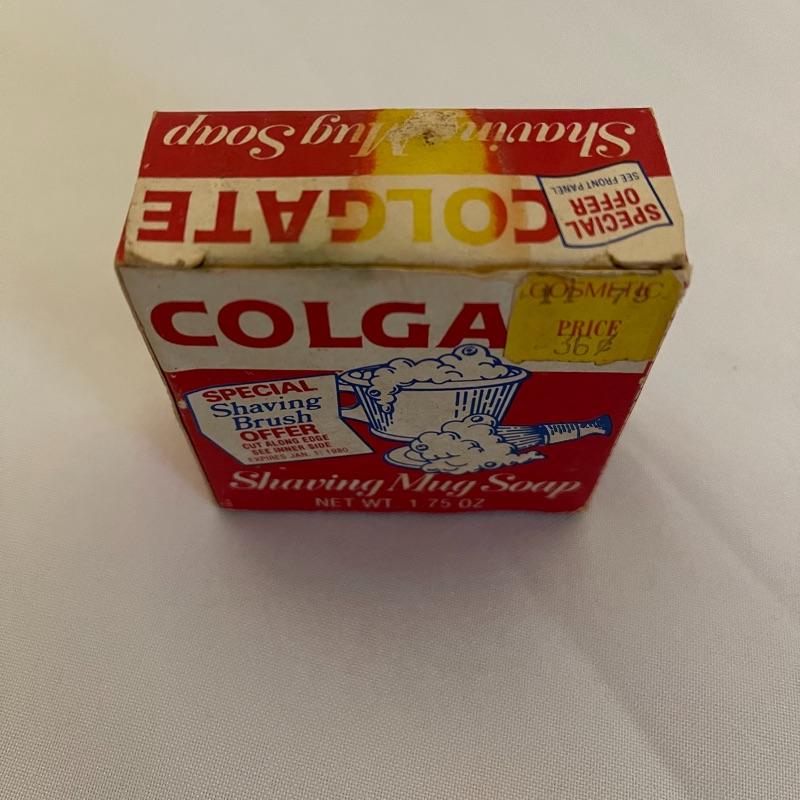 Shaving Mug Soap
COLGATE
SPECIAL
OFFER
SEE FRONT PANEL
COLGA
COSMETIC
PRICE
36¢
SPECIAL
Shaving
Brush
OFFER
CUT ALONG EDGE
SEE INNER SIDE
EXPIRES JAN. 1, 1980
Shaving Mug Soap
NET WT 1.75 OZ